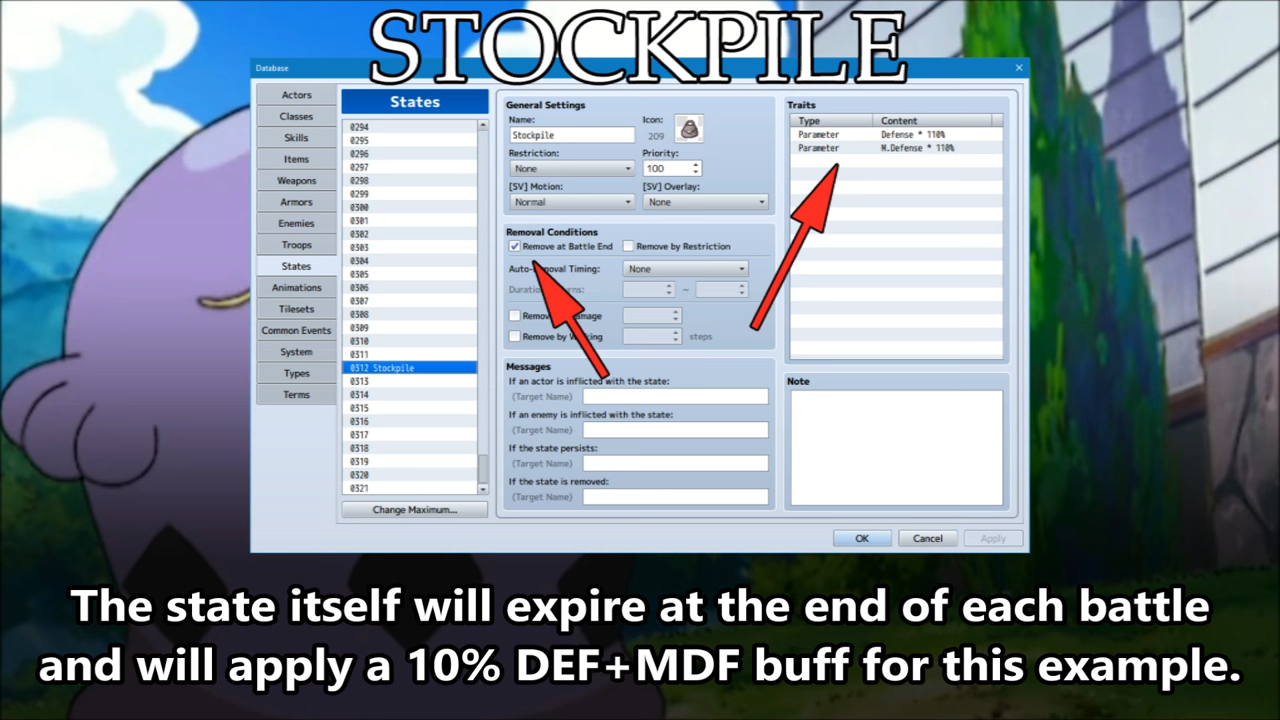 STOCKPILE
Database
Actors
Classes
Skills
Items
Weapons
Armors
Enemies
Troops
States
Animations
Tilesets
Common Events
System
Types
Terms
States
0294
0295
0296
0297
0298
0299
0300
0301
0302
0303
0304
0305
0306
0307
0308
0309
0310
0311
0312 Stockpile
0313
0314
0315
0316
0317
0318
0319
0320
0321
Change Maximum...
General Settings
Name: Icon:
Stockpile 209
Restriction: Priority:
None 100
[SV] Motion: [SV] Overlay:
Normal None
Removal Conditions
Remove at Battle End Remove by Restriction
Timing: None
~
Remove
Remove by steps
Messages
If an actor is inflicted with the state:
(Target Name)
If an enemy is inflicted with the state:
(Target Name)
If the state persists:
(Target Name)
If the state is removed:
(Target Name)
Traits
Type Content
Parameter Defense * 110%
Parameter M.Defense * 110%
Note
OK Cancel Apply
The state itself will expire at the end of each battle
and will apply a 10% DEF+MDF buff for this example.